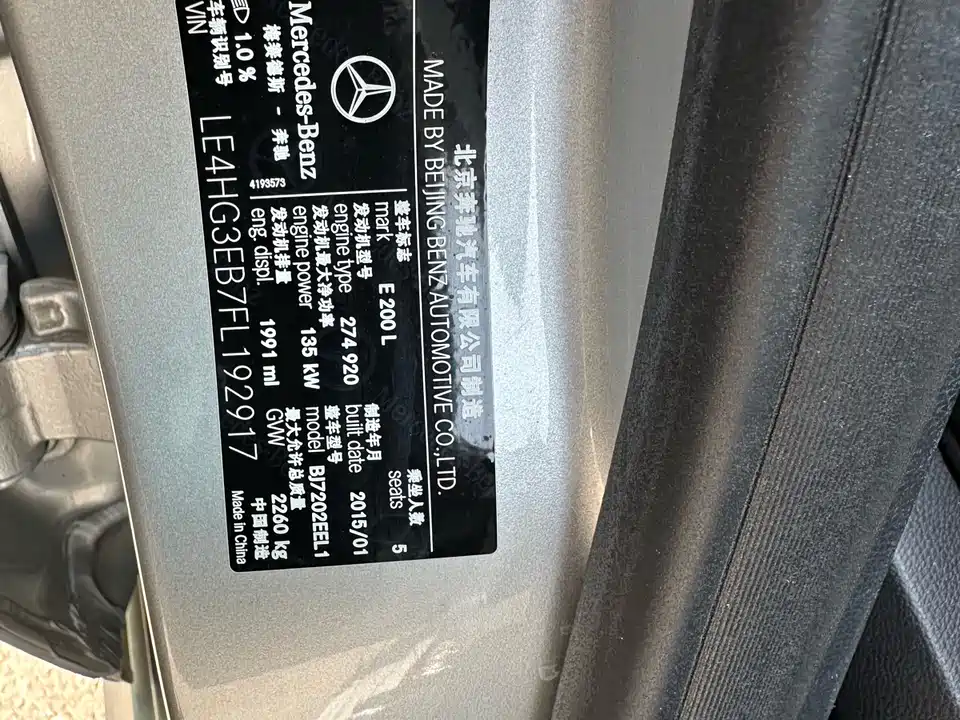 北京奔驰汽车有限公司制造
MADE BY BEIJING BENZ AUTOMOTIVE CO.,LTD.
Mercedes-Benz
梅赛德斯 - 奔驰
4193573
1.0 %
整车标志
mark E 200 L
乘坐人数
seats 5
发动机型号
engine type 274 920
制造年月
built date 2015/01
发动机最大净功率
engine power 135 kW
整车型号
model BJ7202EEL1
发动机排量
eng. displ. 1991 ml
最大允许总质量
GVW 2260 kg
车辆识别号
VIN LE4HG3EB7FL192917
中国制造
Made in China